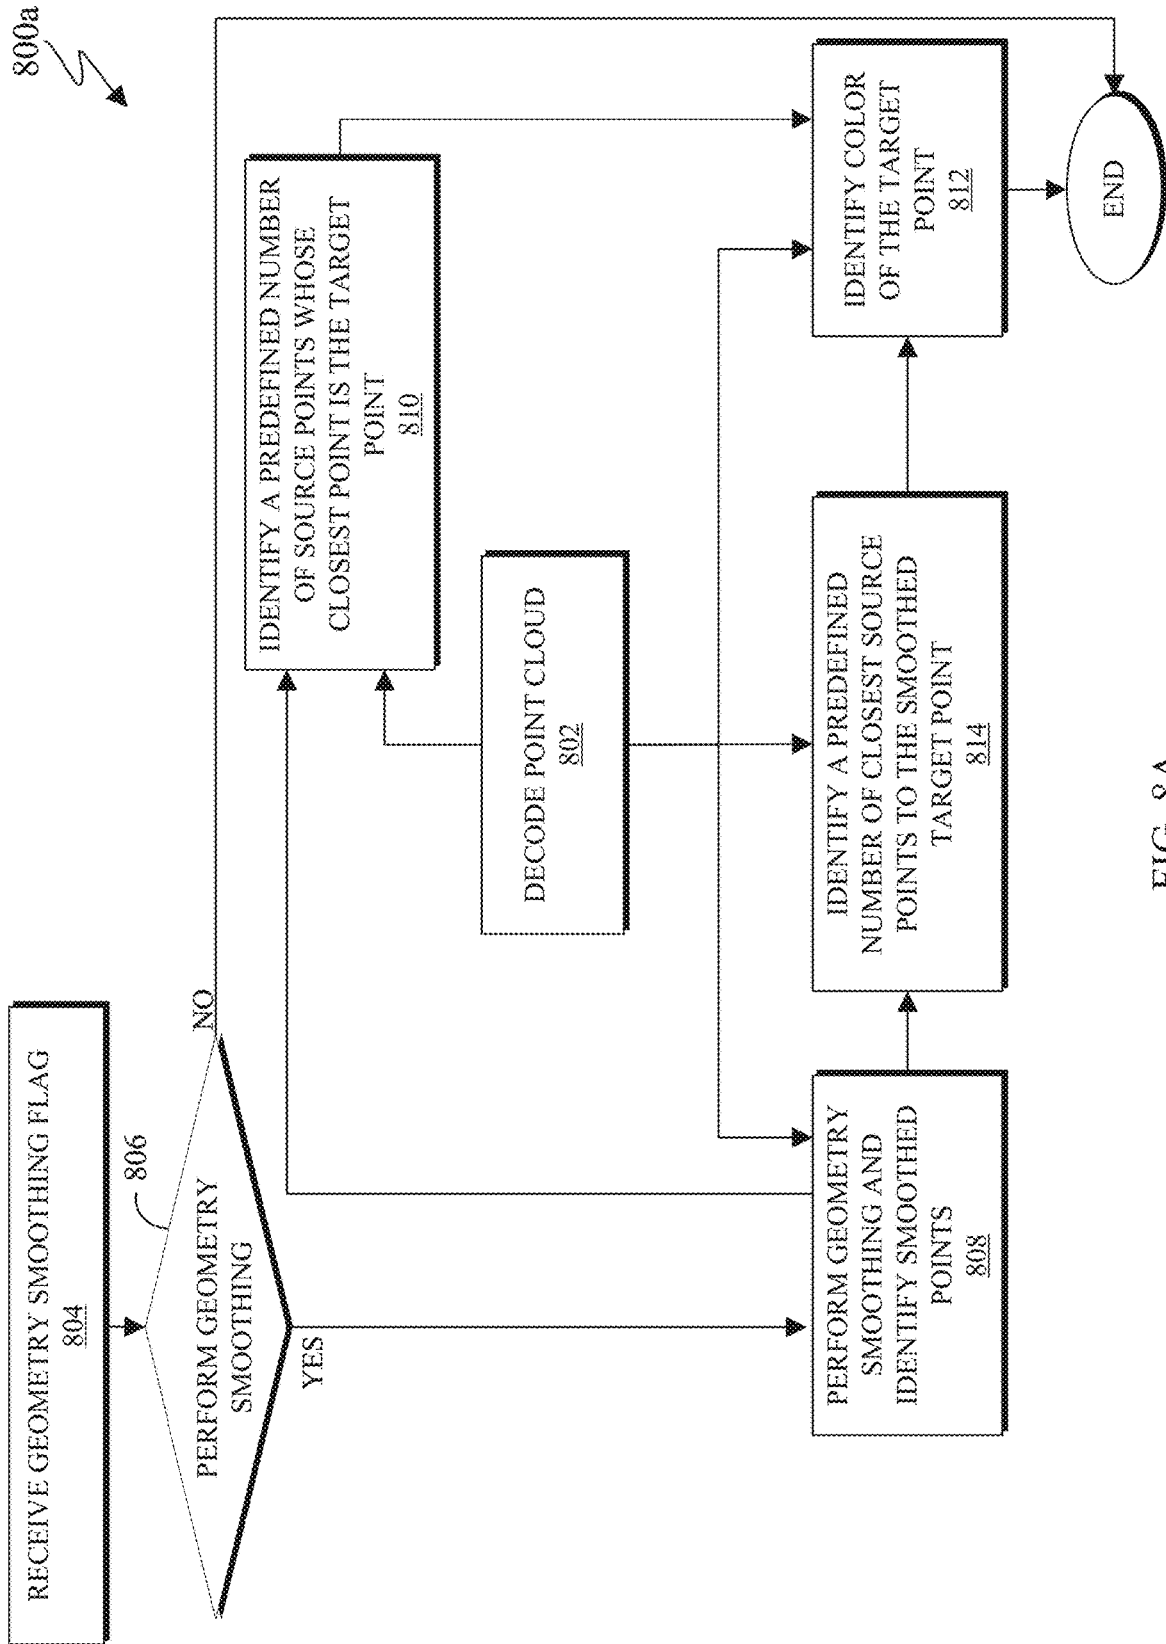 800a
RECEIVE GEOMETRY SMOOTHING FLAG
804
806
PERFORM GEOMETRY
SMOOTHING
NO
YES
IDENTIFY A PREDEFINED NUMBER
OF SOURCE POINTS WHOSE
CLOSEST POINT IS THE TARGET
POINT
810
DECODE POINT CLOUD
802
PERFORM GEOMETRY
SMOOTHING AND
IDENTIFY SMOOTHED
POINTS
808
IDENTIFY A PREDEFINED
NUMBER OF CLOSEST SOURCE
POINTS TO THE SMOOTHED
TARGET POINT
814
IDENTIFY COLOR
OF THE TARGET
POINT
812
END
FIG. 8A